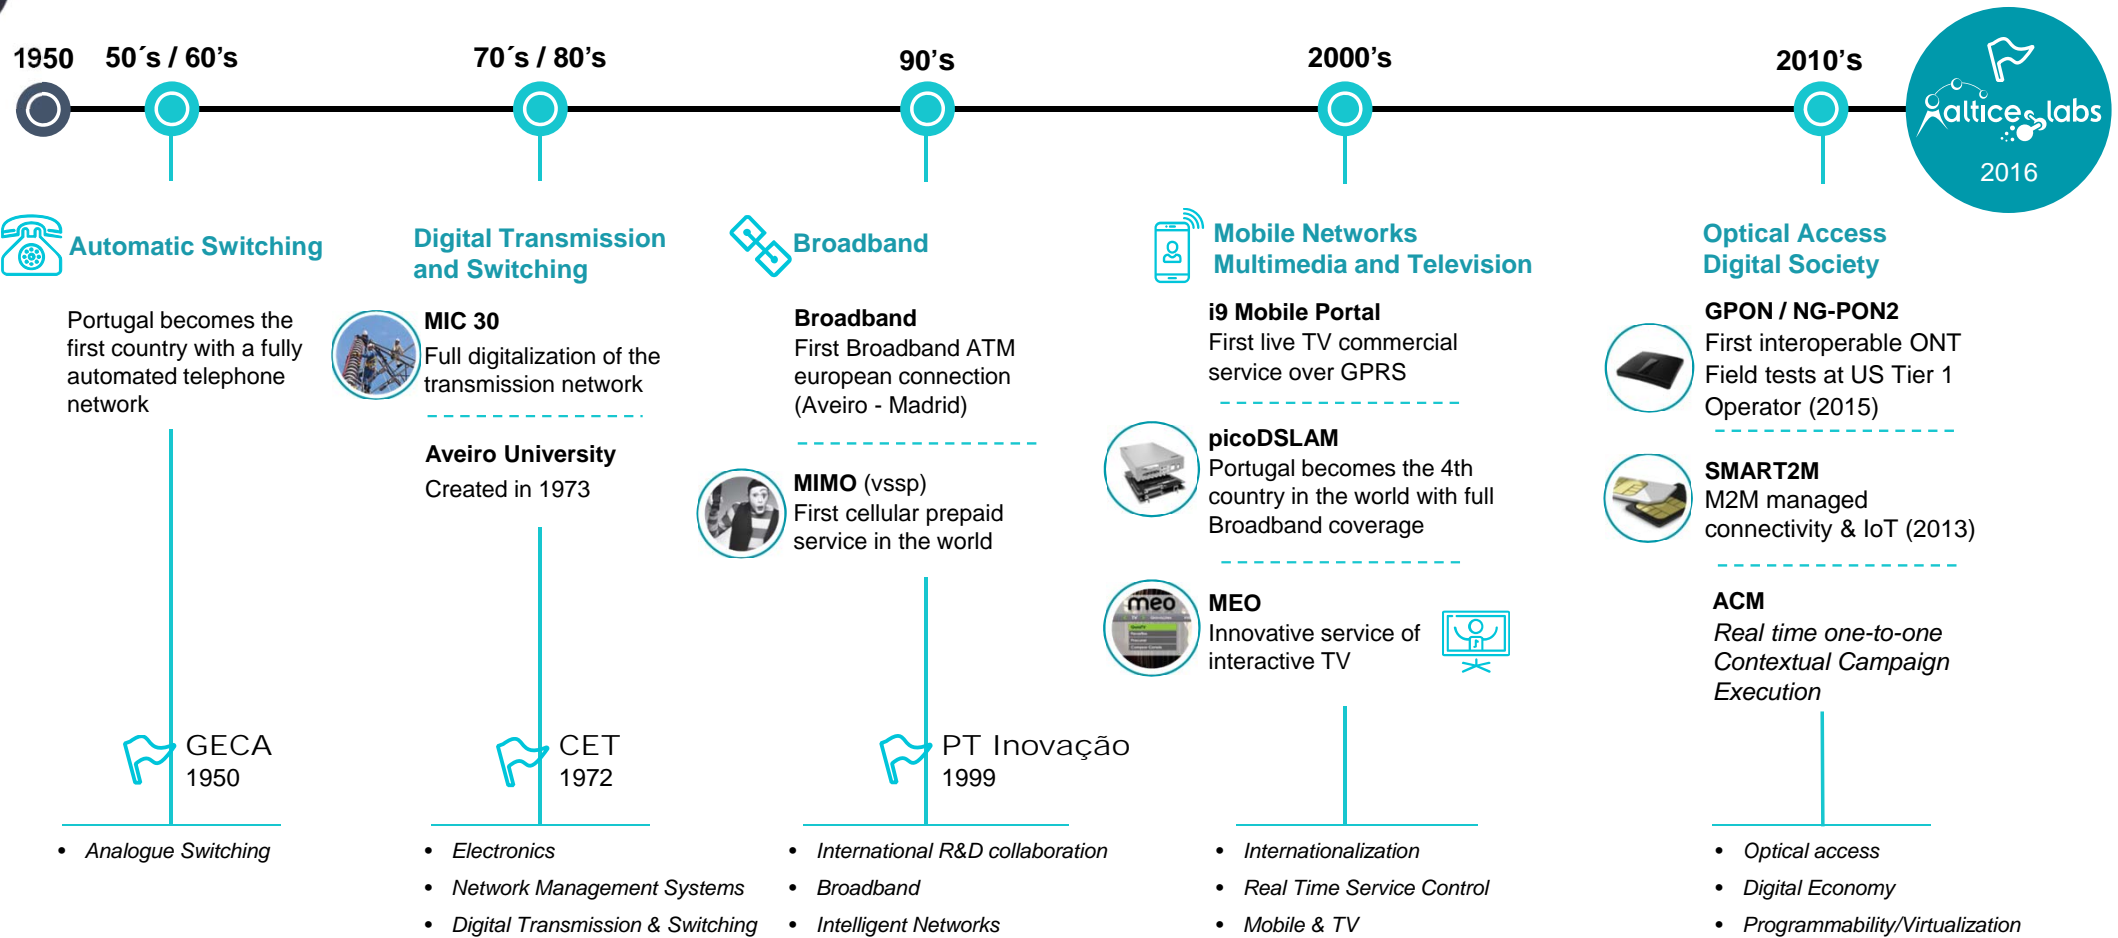 1950
50´s / 60’s
70´s / 80’s
90’s
2000’s
2010’s
altice labs
2016
Automatic Switching
Portugal becomes the
first country with a fully
automated telephone
network
GECA
1950
• Analogue Switching
Digital Transmission
and Switching
MIC 30
Full digitalization of the
transmission network
Aveiro University
Created in 1973
CET
1972
• Electronics
• Network Management Systems
• Digital Transmission & Switching
Broadband
Broadband
First Broadband ATM
european connection
(Aveiro - Madrid)
MIMO (vssp)
First cellular prepaid
service in the world
PT Inovação
1999
• International R&D collaboration
• Broadband
• Intelligent Networks
Mobile Networks
Multimedia and Television
i9 Mobile Portal
First live TV commercial
service over GPRS
picoDSLAM
Portugal becomes the 4th
country in the world with full
Broadband coverage
meo
MEO
Innovative service of
interactive TV
• Internationalization
• Real Time Service Control
• Mobile & TV
Optical Access
Digital Society
GPON / NG-PON2
First interoperable ONT
Field tests at US Tier 1
Operator (2015)
SMART2M
M2M managed
connectivity & IoT (2013)
ACM
Real time one-to-one
Contextual Campaign
Execution
• Optical access
• Digital Economy
• Programmability/Virtualization